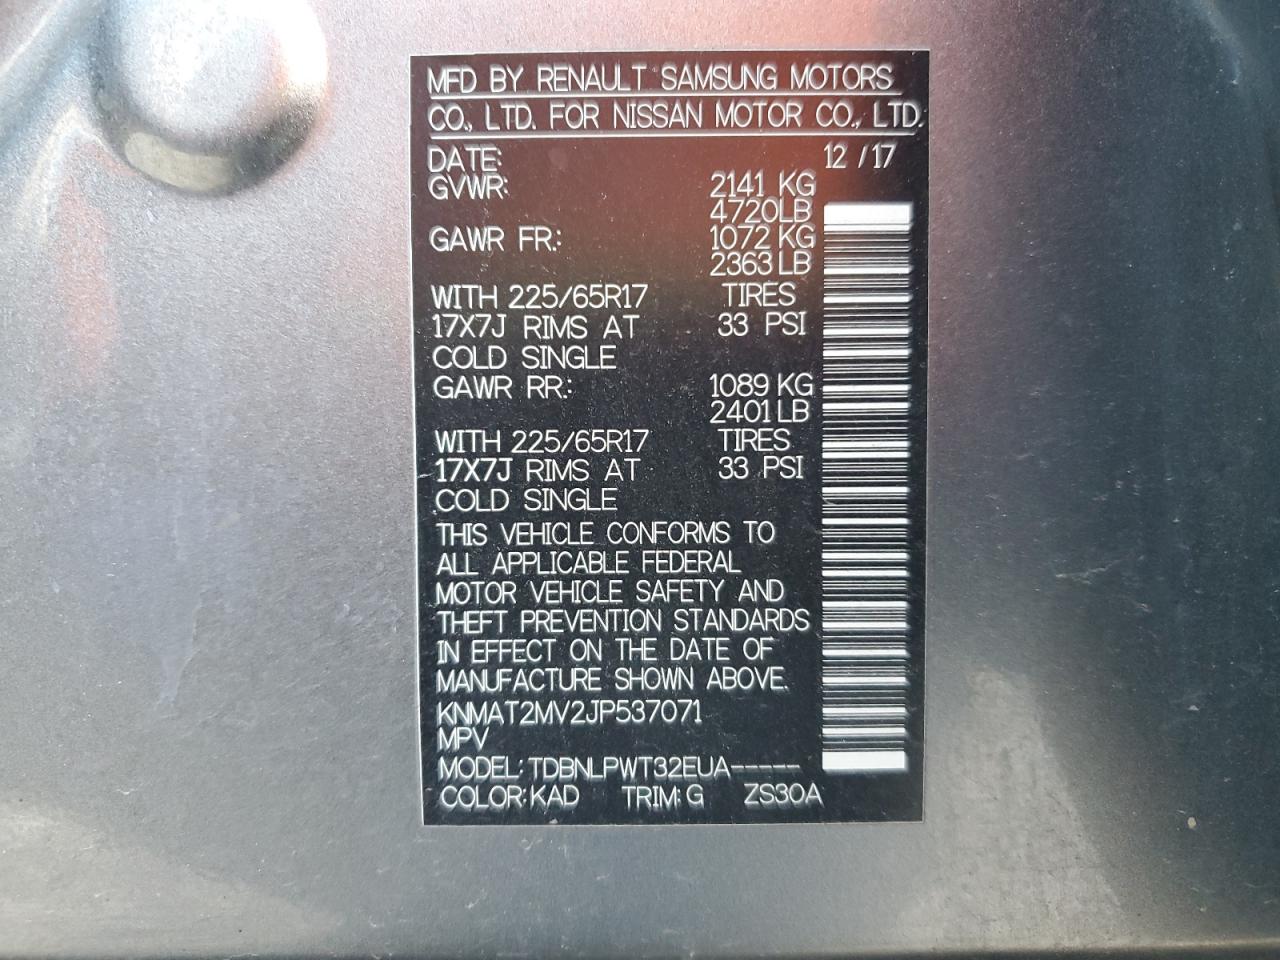 MFD BY RENAULT SAMSUNG MOTORS
CO., LTD. FOR NISSAN MOTOR CO., LTD.
DATE: 12 /17
GVWR: 2141 KG
4720LB
GAWR FR.: 1072 KG
2363 LB
WITH 225/65R17 TIRES
17X7J RIMS AT 33 PSI
COLD SINGLE
GAWR RR.: 1089 KG
2401 LB
WITH 225/65R17 TIRES
17X7J RIMS AT 33 PSI
COLD SINGLE
THIS VEHICLE CONFORMS TO
ALL APPLICABLE FEDERAL
MOTOR VEHICLE SAFETY AND
THEFT PREVENTION STANDARDS
IN EFFECT ON THE DATE OF
MANUFACTURE SHOWN ABOVE.
KNMAT2MV2JP537071
MPV
MODEL: TDBNLPWT32EUA-----
COLOR: KAD TRIM: G ZS30A